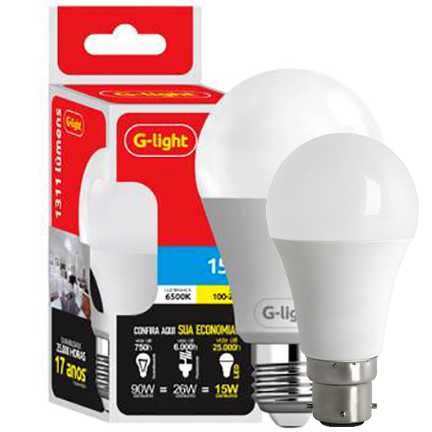 G-light
1311 lúmens
15
6500K
100-2
G-light
CONFIRA AQUI SUA ECONOMIA
750h
6.000h
25.000h
LED
90W = 26W = 15W
25.000 HORAS
17 anos*